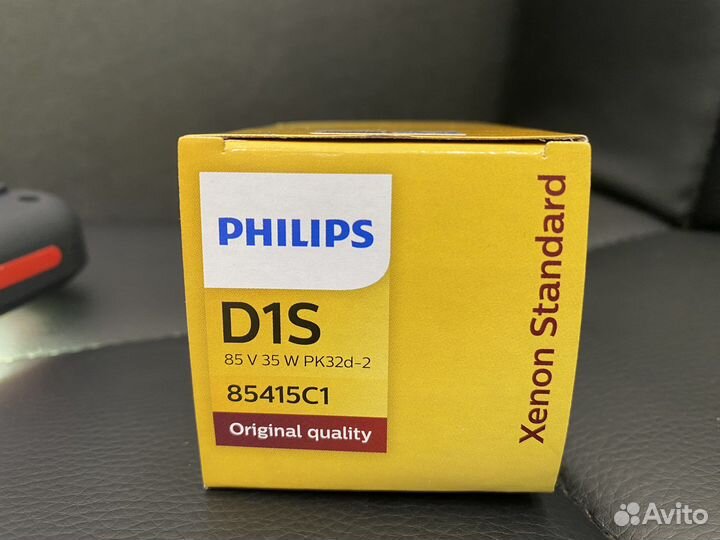 PHILIPS
D1S
85 V 35 W PK32d-2
85415C1
Original quality
Xenon Standard
Avito